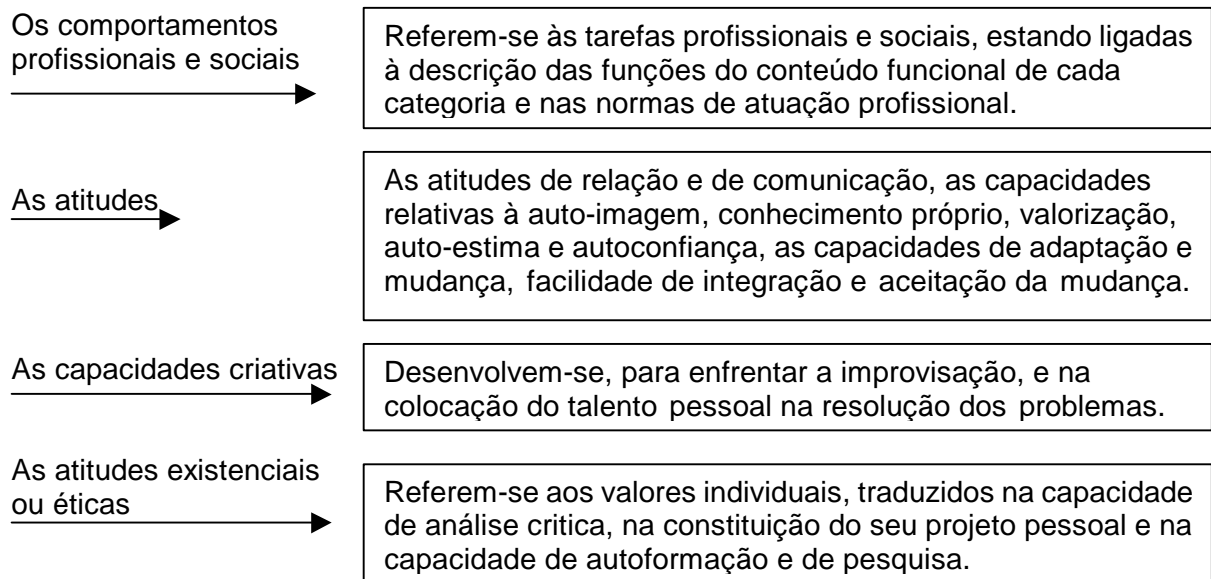 Os comportamentos
profissionais e sociais
Referem-se às tarefas profissionais e sociais, estando ligadas
à descrição das funções do conteúdo funcional de cada
categoria e nas normas de atuação profissional.
As atitudes
As atitudes de relação e de comunicação, as capacidades
relativas à auto-imagem, conhecimento próprio, valorização,
auto-estima e autoconfiança, as capacidades de adaptação e
mudança, facilidade de integração e aceitação da mudança.
As capacidades criativas
Desenvolvem-se, para enfrentar a improvisação, e na
colocação do talento pessoal na resolução dos problemas.
As atitudes existenciais
ou éticas
Referem-se aos valores individuais, traduzidos na capacidade
de análise critica, na constituição do seu projeto pessoal e na
capacidade de autoformação e de pesquisa.